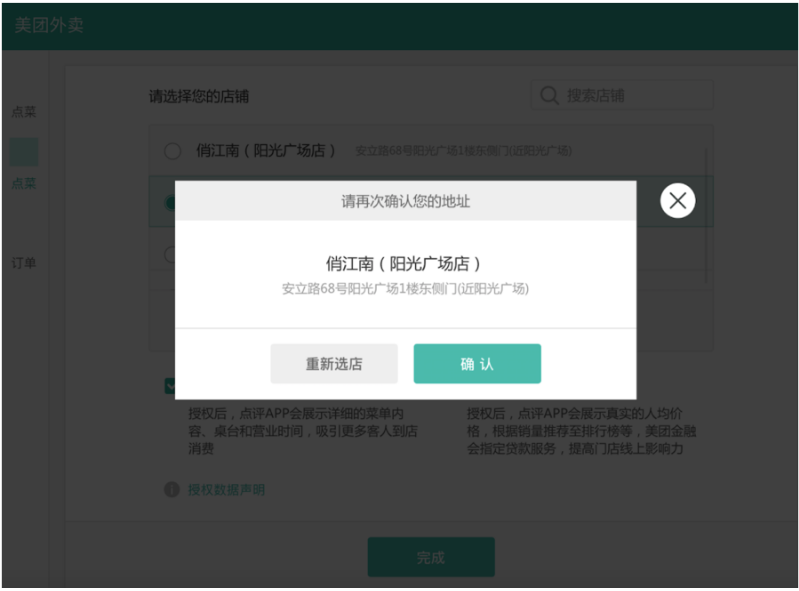 美团外卖
点菜
点菜
订单
请选择您的店铺
搜索店铺
俏江南（阳光广场店） 安立路68号阳光广场1楼东侧门(近阳光广场)
请再次确认您的地址
俏江南（阳光广场店）
安立路68号阳光广场1楼东侧门(近阳光广场)
重新选店
确 认
授权后，点评APP会展示详细的菜单内
容、桌台和营业时间，吸引更多客人到店
消费
授权后，点评APP会展示真实的人均价
格，根据销量推荐至排行榜等，美团金融
会指定贷款服务，提高门店线上影响力
授权数据声明
完成